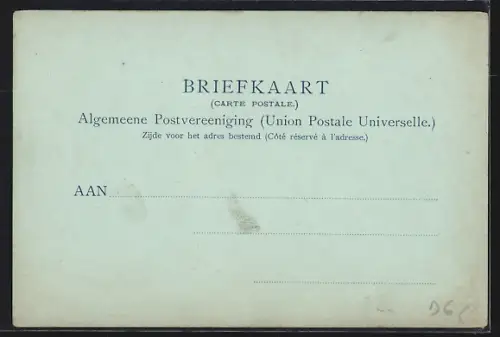 BRIEFKAART
(CARTE POSTALE.)
Algemeene Postvereeniging (Union Postale Universelle.)
Zijde voor het adres bestemd (Côté réservé à l'adresse.)
AAN